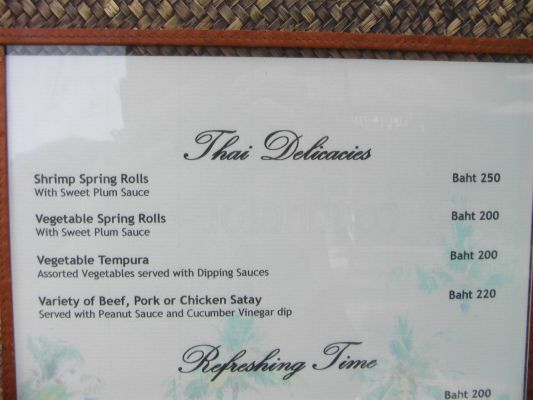 Thai Delicacies
Shrimp Spring Rolls Baht 250
With Sweet Plum Sauce
Vegetable Spring Rolls Baht 200
With Sweet Plum Sauce
Vegetable Tempura Baht 200
Assorted Vegetables served with Dipping Sauces
Variety of Beef, Pork or Chicken Satay Baht 220
Served with Peanut Sauce and Cucumber Vinegar dip
Refreshing Time
Baht 200